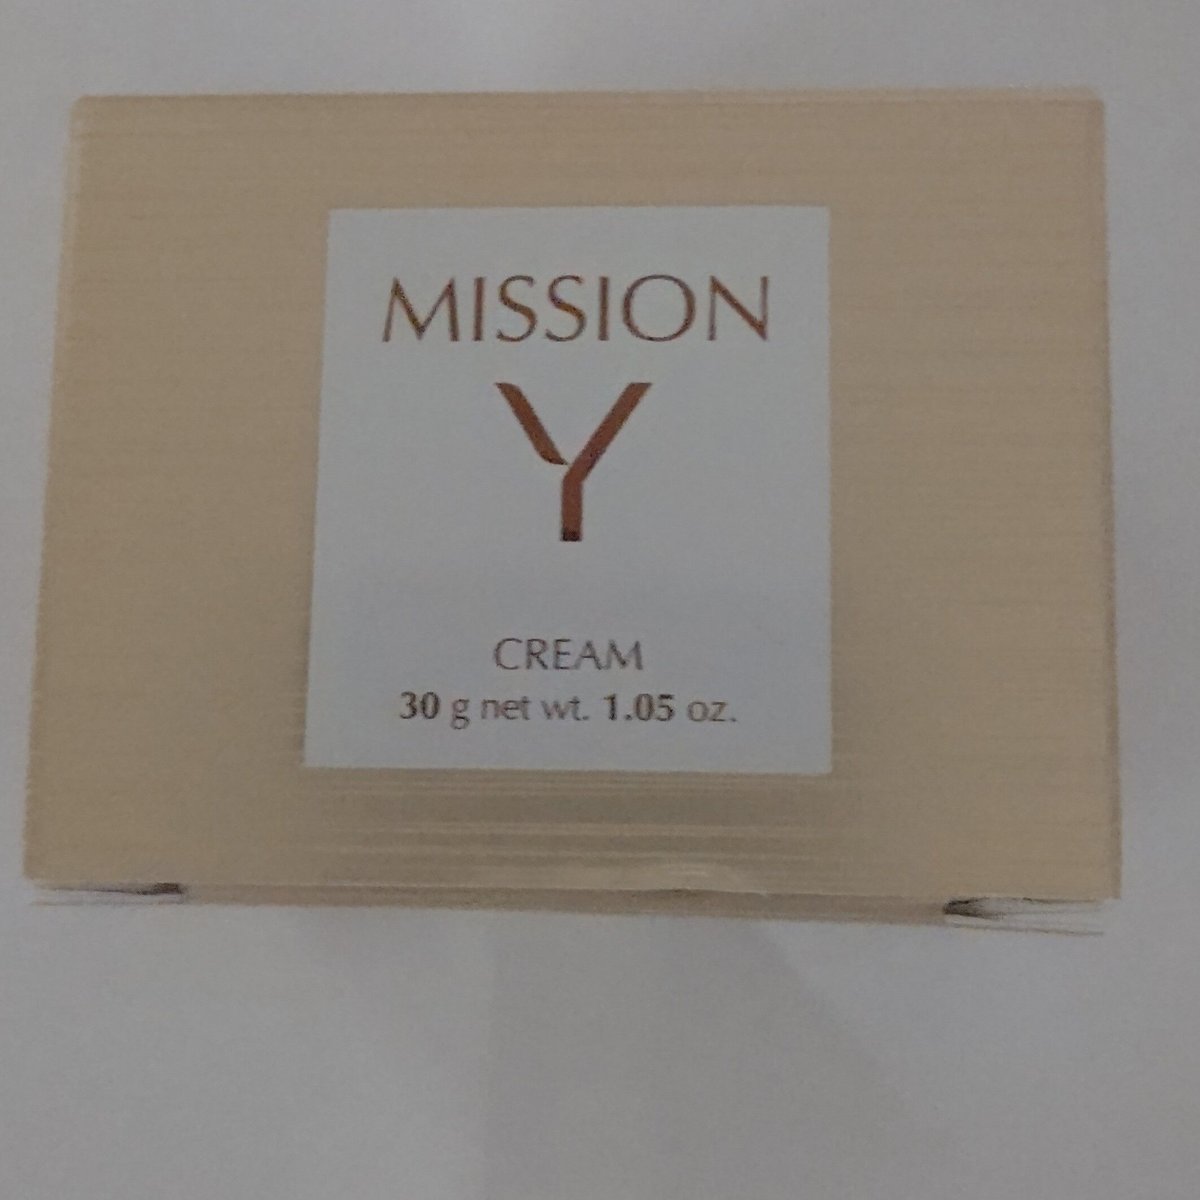 MISSION
Y
CREAM
30 g net wt. 1.05 oz.